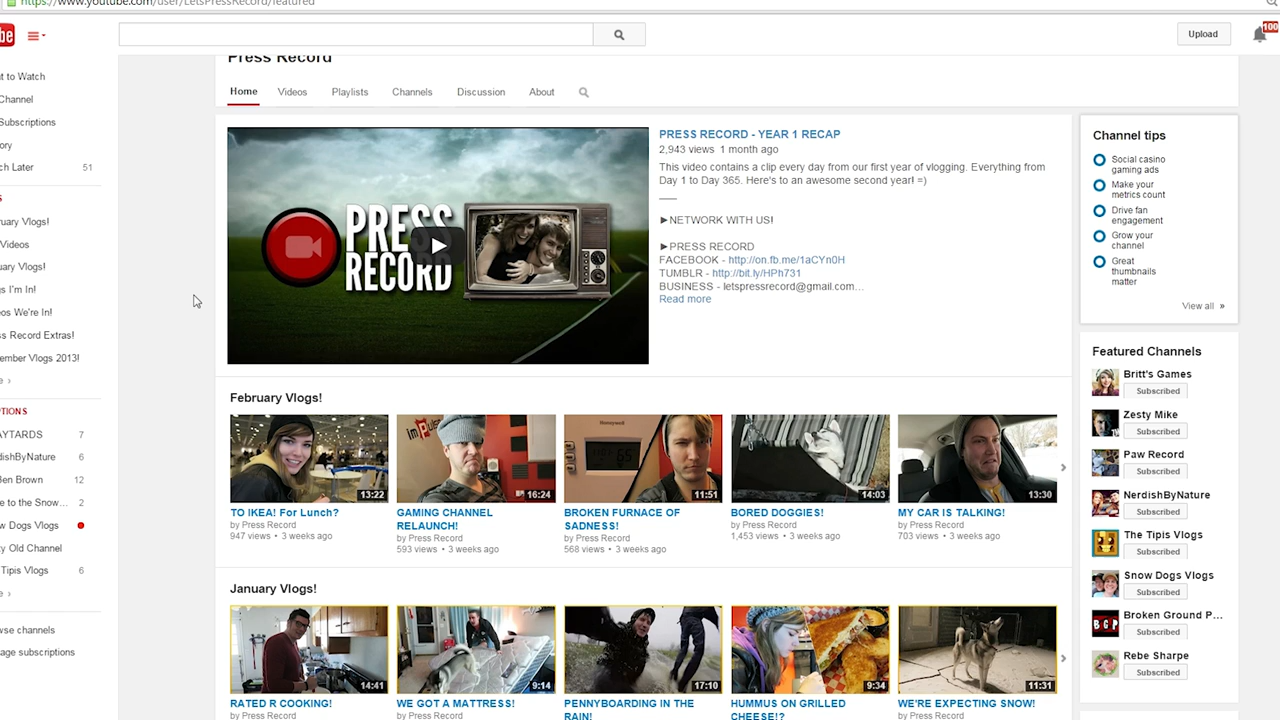 https://www.youtube.com/user/LetsPressRecord/featured
Upload
100
Press Record
Home
Videos
Playlists
Channels
Discussion
About
to Watch
Channel
Subscriptions
51
Videos
I'm In!
We're In!
Record Extras!
Vlogs 2013!
7
6
Ben Brown
12
to the Snow...
2
Dogs Vlogs
Old Channel
Tipis Vlogs
6
channels
subscriptions
PRESS
RECORD
PRESS RECORD - YEAR 1 RECAP
2,943 views 1 month ago
This video contains a clip every day from our first year of vlogging. Everything from
Day 1 to Day 365. Here's to an awesome second year! =)
___
►NETWORK WITH US!
►PRESS RECORD
FACEBOOK - http://on.fb.me/1aCYn0H
TUMBLR - http://bit.ly/HPh731
BUSINESS - letspressrecord@gmail.com...
Read more
Channel tips
Social casino
gaming ads
Make your
metrics count
Drive fan
engagement
Grow your
channel
Great
thumbnails
matter
View all »
Featured Channels
Britt's Games
Subscribed
Zesty Mike
Subscribed
Paw Record
Subscribed
NerdishByNature
Subscribed
The Tipis Vlogs
Subscribed
Snow Dogs Vlogs
Subscribed
BGP
Broken Ground P...
Subscribed
Rebe Sharpe
Subscribed
February Vlogs!
13:22
TO IKEA! For Lunch?
by Press Record
947 views • 3 weeks ago
16:24
GAMING CHANNEL
RELAUNCH!
by Press Record
593 views • 3 weeks ago
Honeywell
11:51
BROKEN FURNACE OF
SADNESS!
by Press Record
568 views • 3 weeks ago
14:03
BORED DOGGIES!
by Press Record
1,453 views • 3 weeks ago
13:30
MY CAR IS TALKING!
by Press Record
703 views • 3 weeks ago
January Vlogs!
14:41
RATED R COOKING!
by Press Record
9:14
WE GOT A MATTRESS!
by Press Record
17:10
PENNYBOARDING IN THE
RAIN!
9:34
HUMMUS ON GRILLED
CHEESE!?
11:31
WE'RE EXPECTING SNOW!
by Press Record